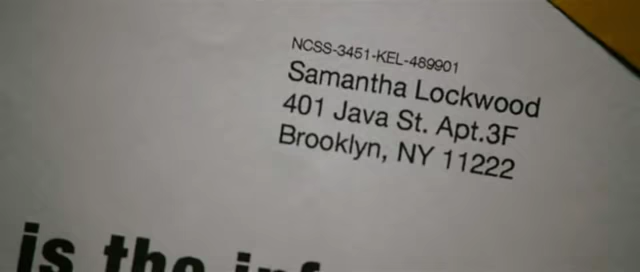 NCSS-3451-KEL-489901
Samantha Lockwood
401 Java St. Apt.3F
Brooklyn, NY 11222
is the